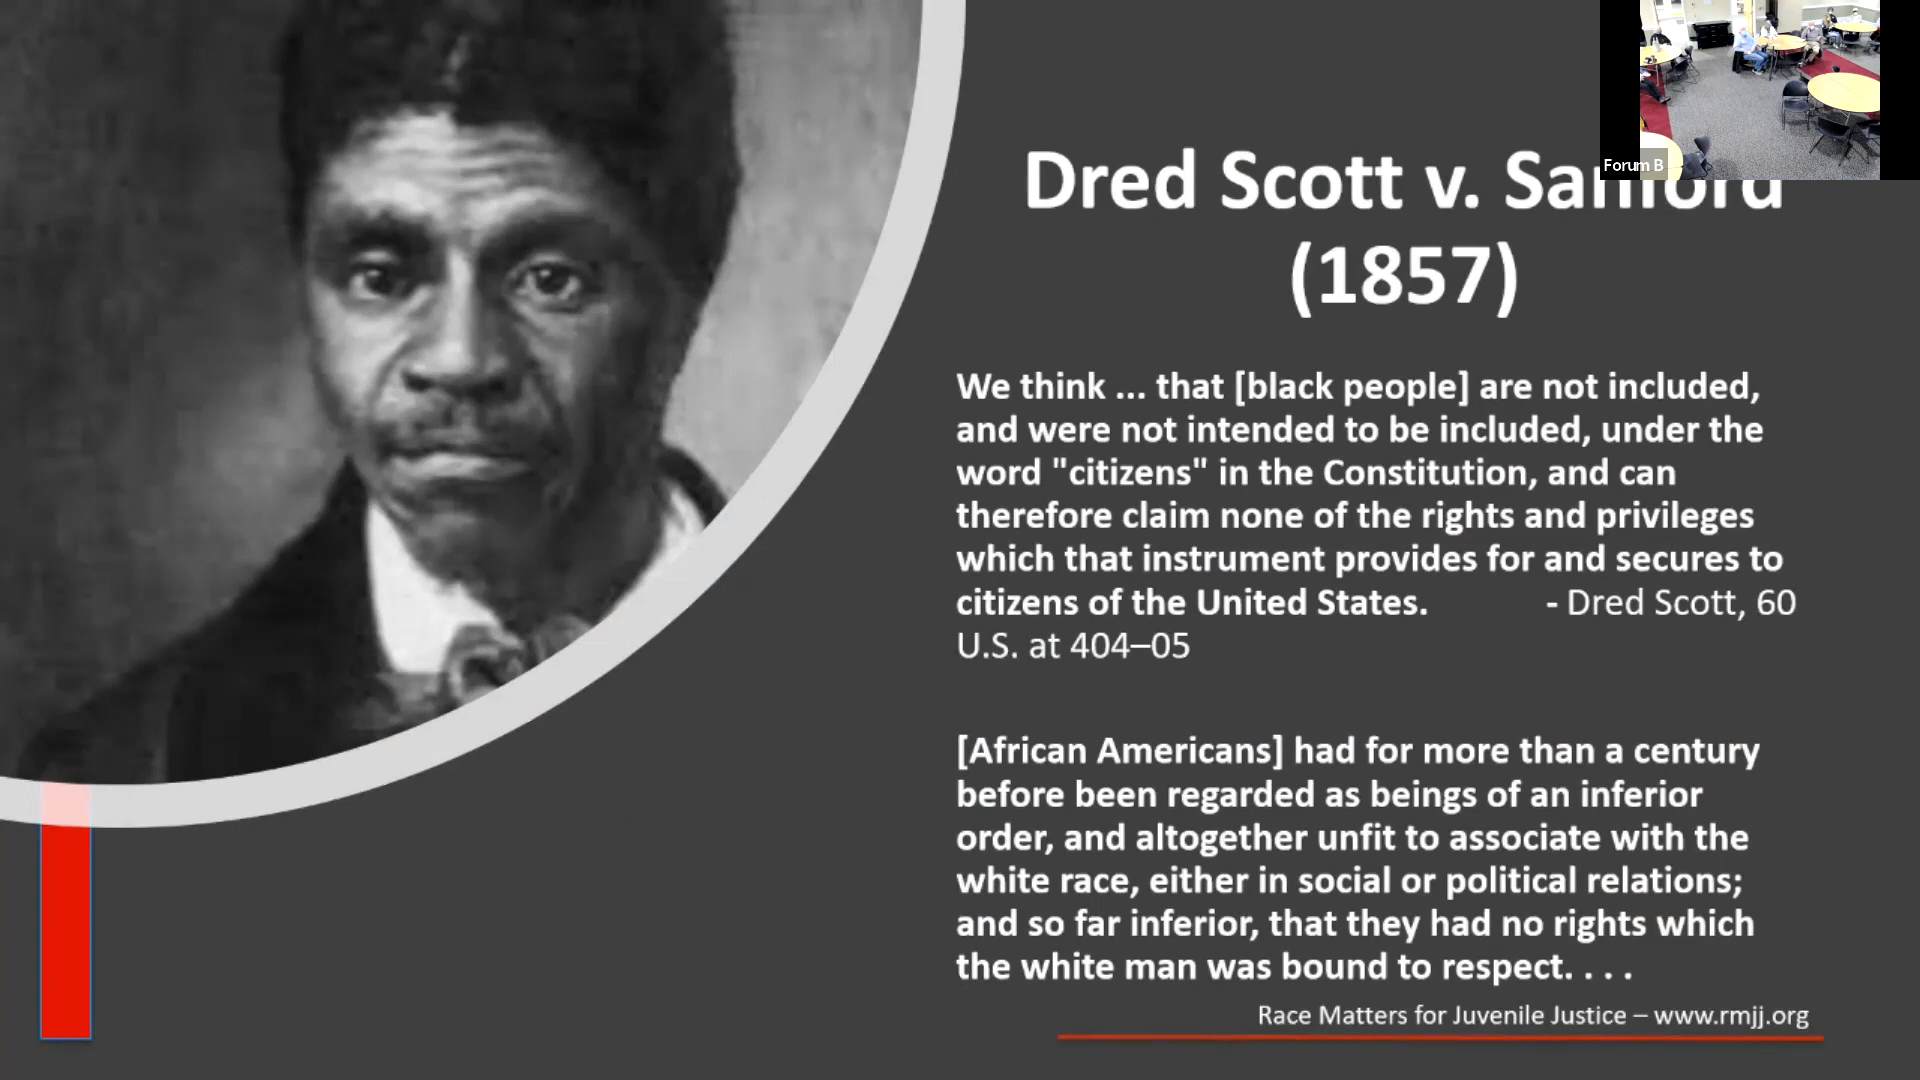 Forum B
Dred Scott v. Sanford
(1857)
We think ... that [black people] are not included,
and were not intended to be included, under the
word "citizens" in the Constitution, and can
therefore claim none of the rights and privileges
which that instrument provides for and secures to
citizens of the United States. - Dred Scott, 60
U.S. at 404–05
[African Americans] had for more than a century
before been regarded as beings of an inferior
order, and altogether unfit to associate with the
white race, either in social or political relations;
and so far inferior, that they had no rights which
the white man was bound to respect. . . .
Race Matters for Juvenile Justice – www.rmjj.org